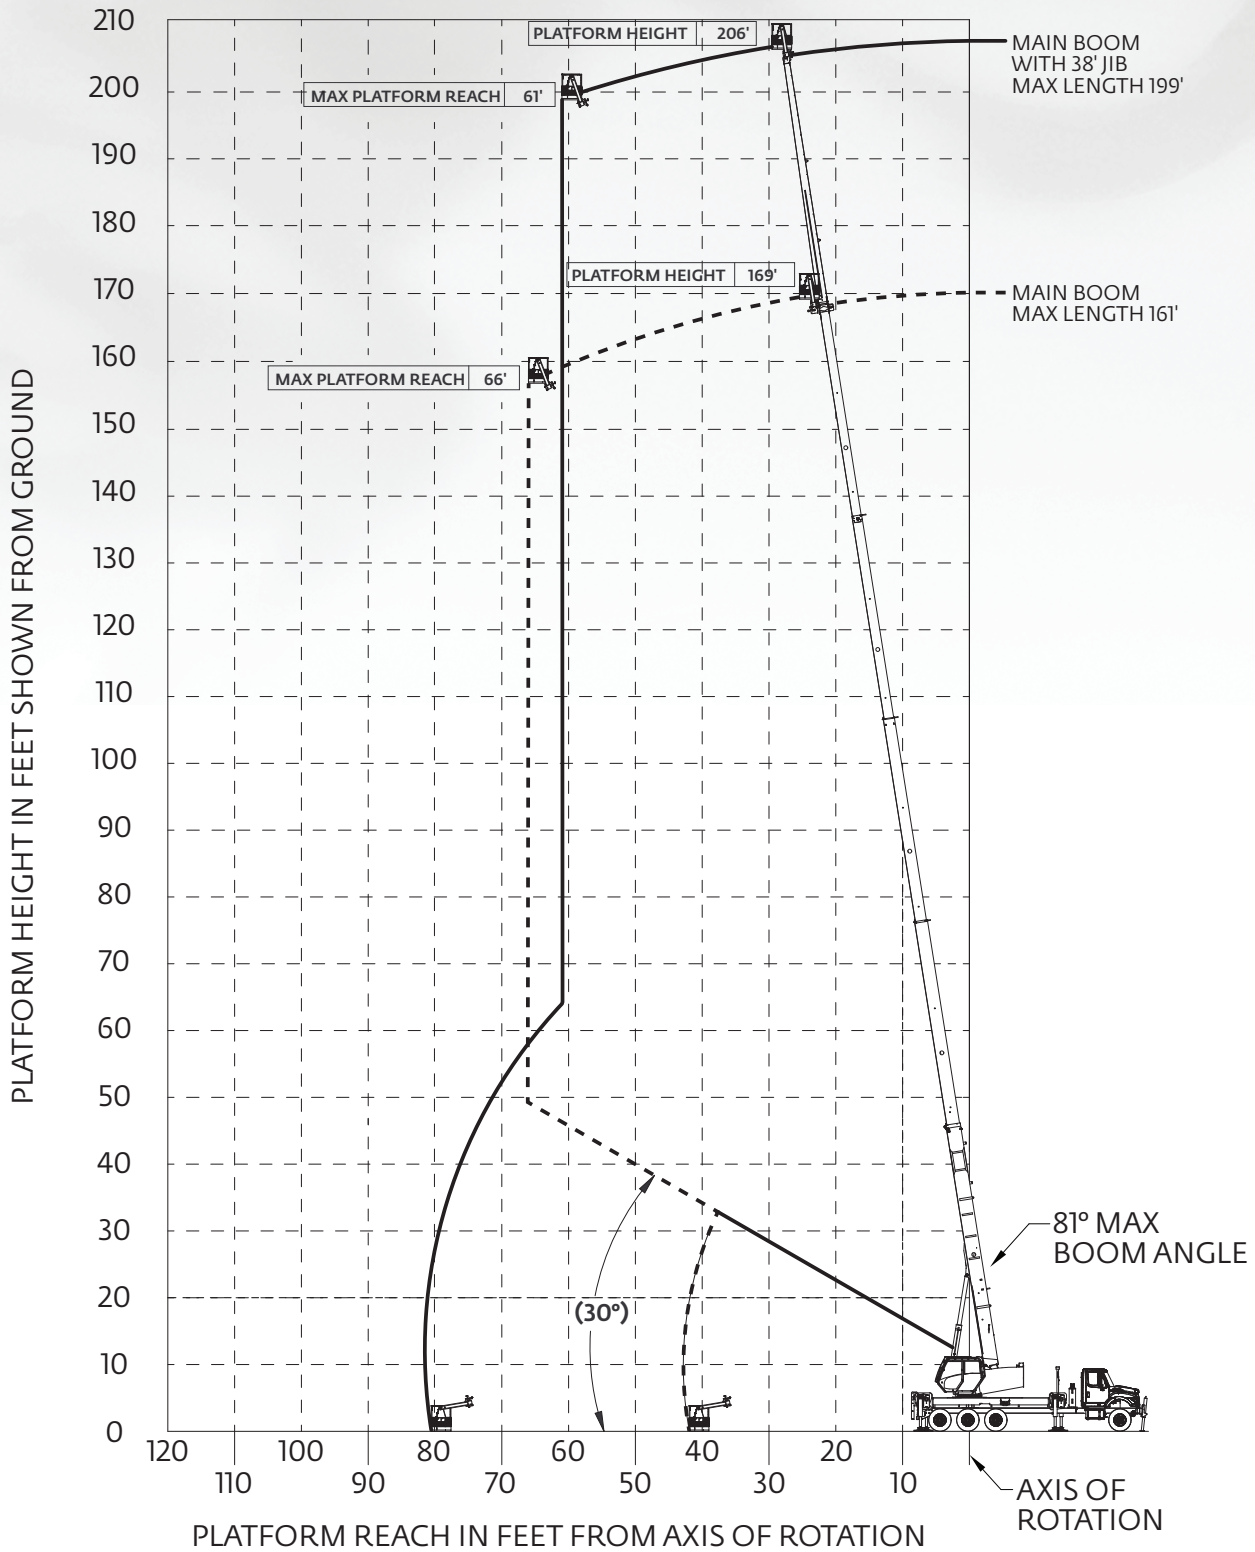 210
200
190
180
170
160
150
140
130
120
110
100
90
80
70
60
50
40
30
20
10
0
PLATFORM HEIGHT IN FEET SHOWN FROM GROUND
PLATFORM HEIGHT 206'
MAX PLATFORM REACH 61'
MAIN BOOM
WITH 38' JIB
MAX LENGTH 199'
PLATFORM HEIGHT 169'
MAIN BOOM
MAX LENGTH 161'
MAX PLATFORM REACH 66'
81° MAX
BOOM ANGLE
(30°)
120 100 80 60 40 20
110 90 70 50 30 10
AXIS OF
ROTATION
PLATFORM REACH IN FEET FROM AXIS OF ROTATION